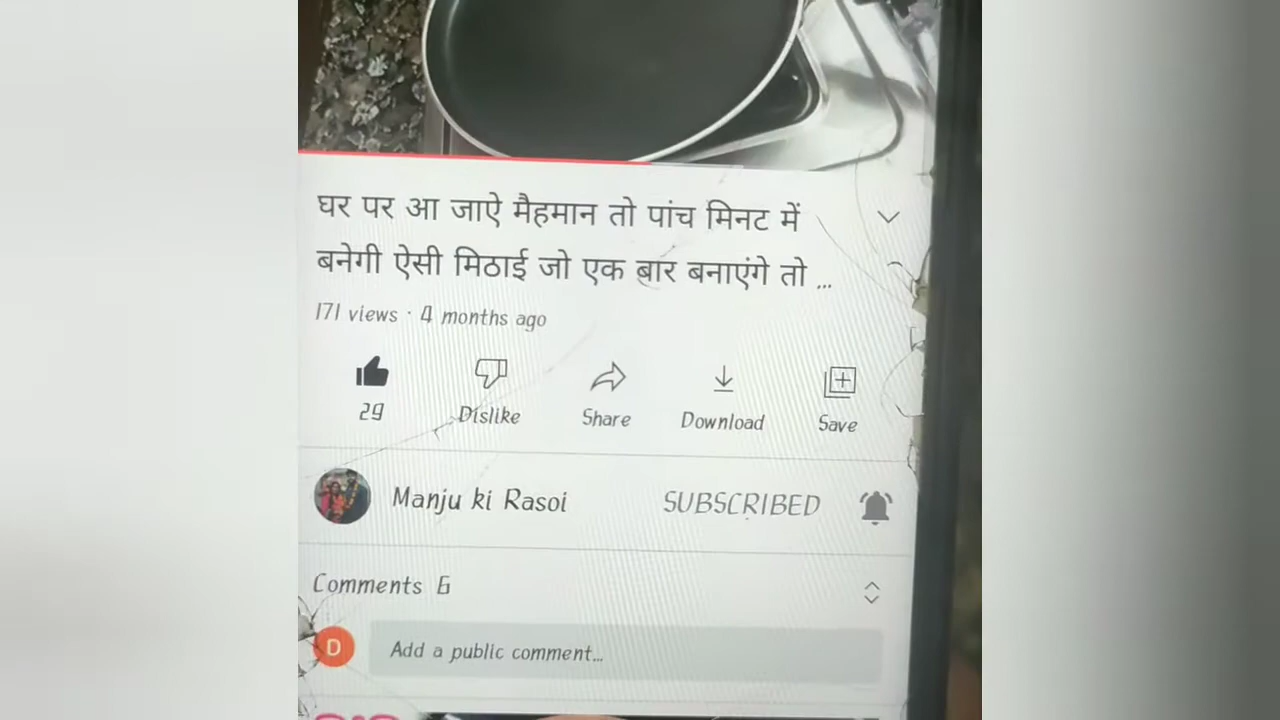 घर पर आ जाऐ मैहमान तो पांच मिनट में
बनेगी ऐसी मिठाई जो एक बार बनाएंगे तो ...
171 views · 4 months ago
29
Dislike
Share
Download
Save
Manju ki Rasoi
SUBSCRIBED
Comments 6
D
Add a public comment...